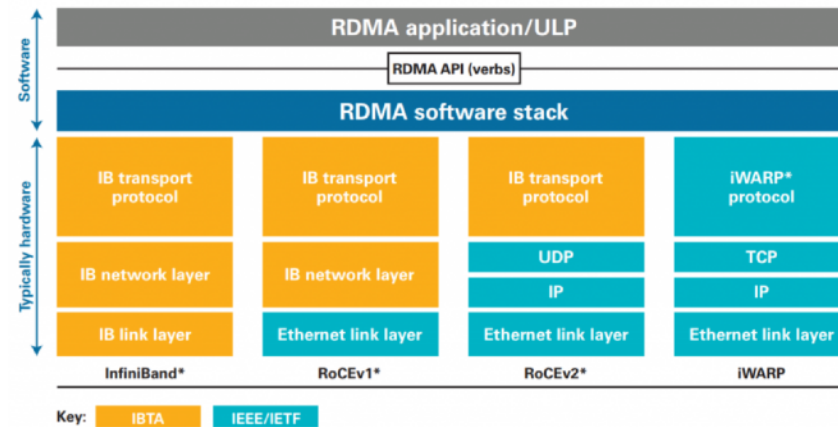 Software
RDMA application/ULP
RDMA API (verbs)
RDMA software stack
Typically hardware
IB transport
protocol
IB network layer
IB link layer
InfiniBand*
IB transport
protocol
IB network layer
Ethernet link layer
RoCEv1*
IB transport
protocol
UDP
IP
Ethernet link layer
RoCEv2*
iWARP*
protocol
TCP
IP
Ethernet link layer
iWARP
Key:
IBTA
IEEE/IETF